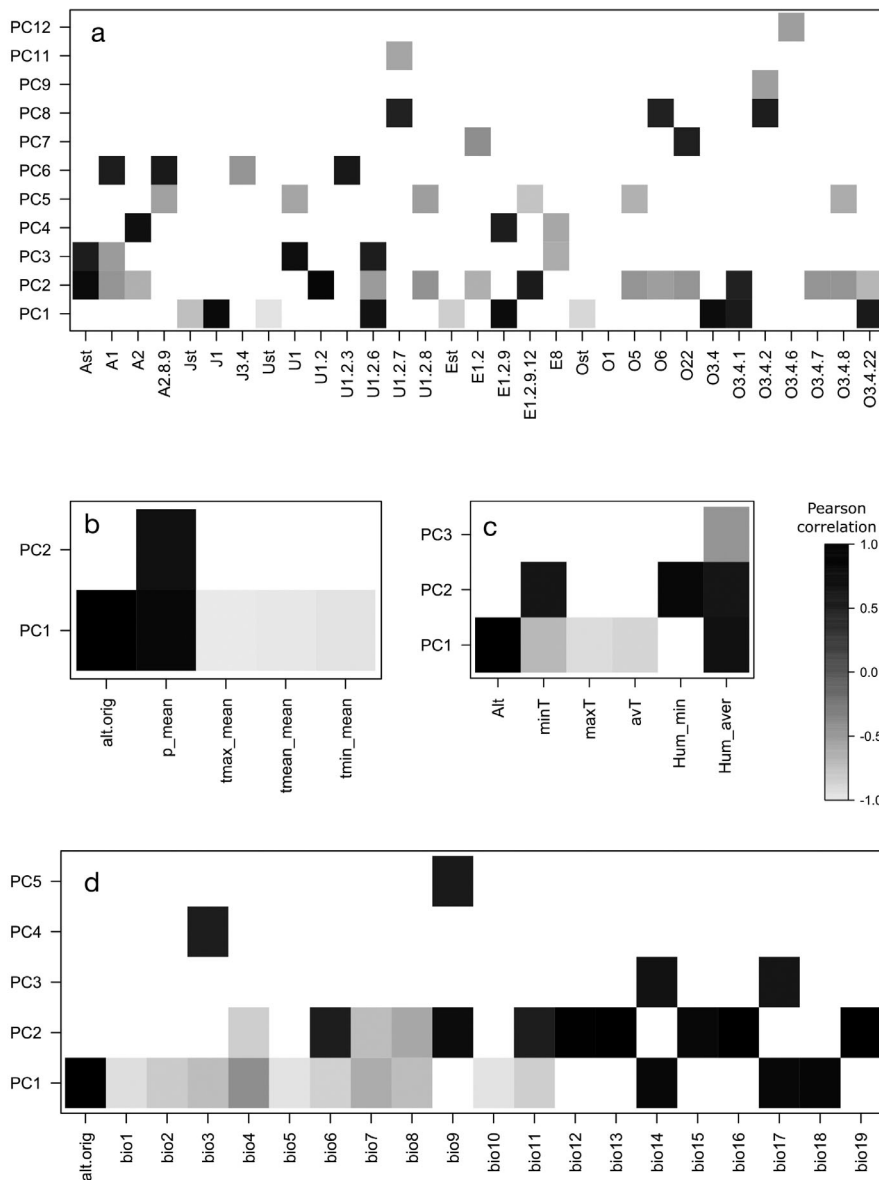 a
PC12
PC11
PC9
PC8
PC7
PC6
PC5
PC4
PC3
PC2
PC1
Ast
A1
A2
A2.8.9
Jst
J1
J3.4
Ust
U1
U1.2
U1.2.3
U1.2.6
U1.2.7
U1.2.8
Est
E1.2
E1.2.9
E1.2.9.12
E8
Ost
O1
O5
O6
O22
O3.4
O3.4.1
O3.4.2
O3.4.6
O3.4.7
O3.4.8
O3.4.22
b
PC2
PC1
alt.orig
p_mean
tmax_mean
tmean_mean
tmin_mean
c
PC3
PC2
PC1
Alt
minT
maxT
avT
Hum_min
Hum_aver
Pearson
correlation
1.0
0.5
0.0
-0.5
-1.0
d
PC5
PC4
PC3
PC2
PC1
alt.orig
bio1
bio2
bio3
bio4
bio5
bio6
bio7
bio8
bio9
bio10
bio11
bio12
bio13
bio14
bio15
bio16
bio17
bio18
bio19